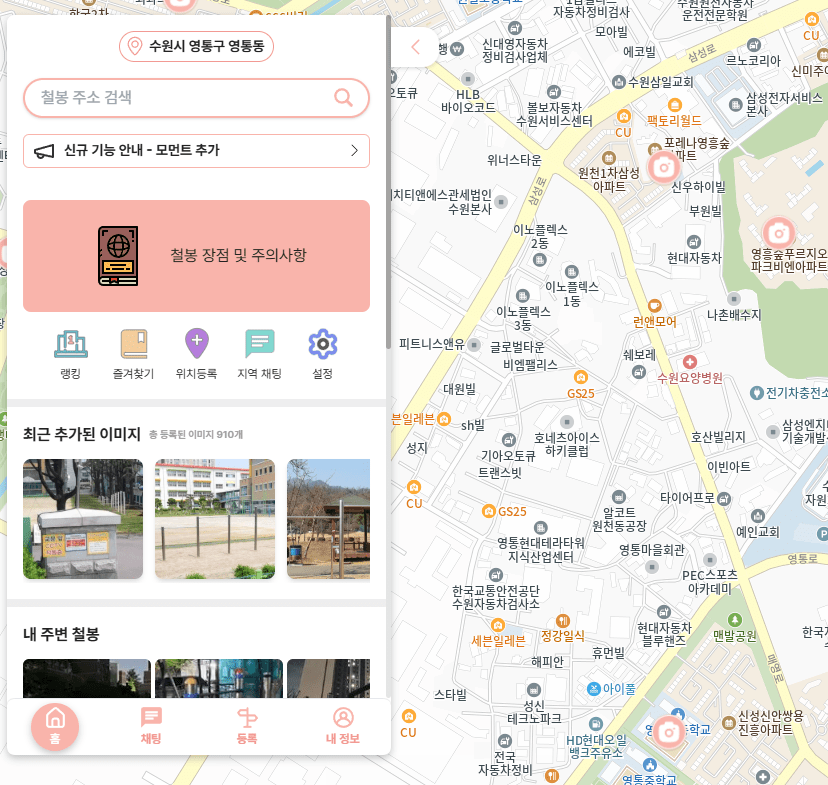 수원시 영통구 영통동
철봉 주소 검색
신규 기능 안내 - 모먼트 추가
철봉 장점 및 주의사항
랭킹
즐겨찾기
위치등록
지역 채팅
설정
최근 추가된 이미지
총 등록된 이미지 910개
내 주변 철봉
홈
채팅
등록
내 정보
자동차정비검사
운전전문학원
CU
모아빌
신대영자동차
정비검사업체
에코빌
삼성로
르노코리아
수원삼일교회
HLB
바이오코드
볼보자동차
수원서비스센터
CU
팩토리월드
삼성전자서비스
본사
위너스타운
원천1차삼성
아파트
포레나영흥숲
신우하이빌
부원빌
삼성로
이노플렉스
2동
현대자동차
영흥숲푸르지오
파크비엔아파트
수원본사
이노플렉스
1동
이노플렉스
3동
런앤모어
나촌배수지
피트니스앤유
글로벌타운
비엠팰리스
쉐보레
수원요양병원
GS25
대원빌
전기차충전소
세븐일레븐
sh빌
성지
기아오토큐
트랜스빗
호네츠아이스
하키클럽
호산빌리지
이빈아트
CU
GS25
알코트
원천동공장
타이어프로
예인교회
영통현대테라타워
지식산업센터
영통마을회관
영통로
PEC스포츠
아카데미
한국교통안전공단
수원자동차검사소
세븐일레븐
정강일식
현대자동차
블루핸즈
맨발공원
휴먼빌
해피안
매영로
스타빌
성신
테크노파크
아이폴
CU
HD현대오일
뱅크주유소
신성신안쌍용
진흥아파트
전국
자동차정비
영통중학교